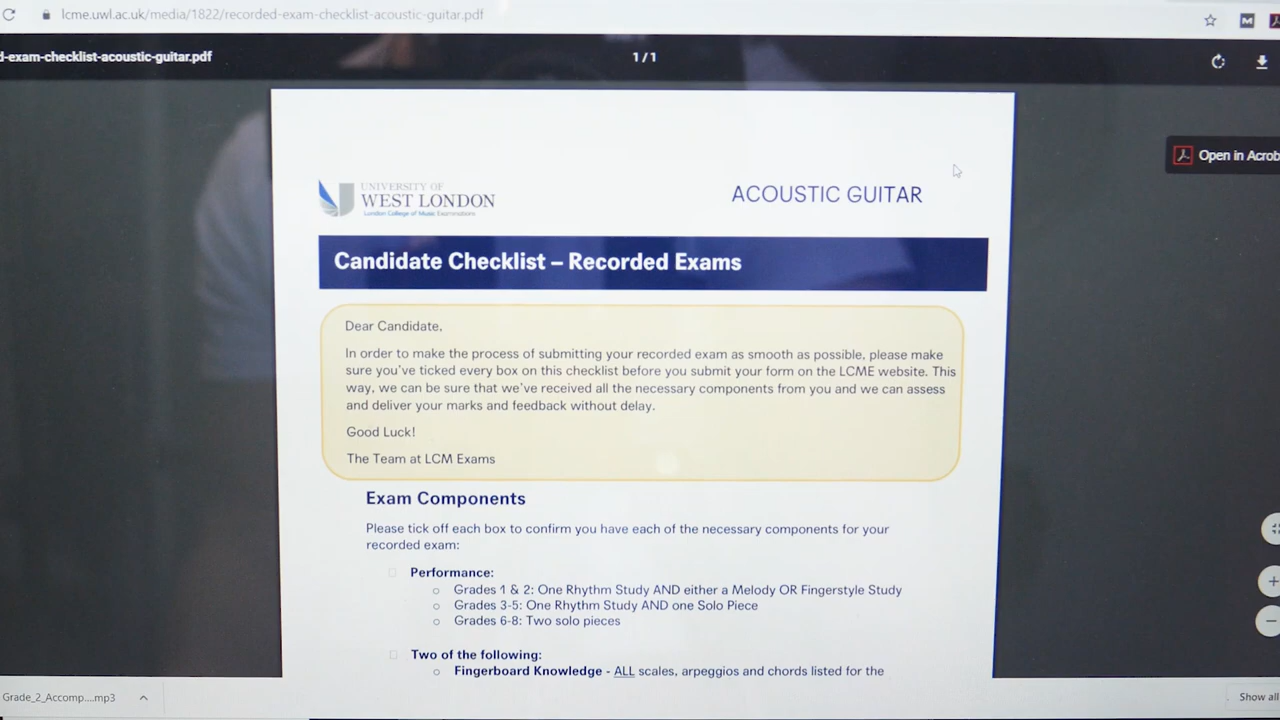 lcme.uwl.ac.uk/media/1822/recorded-exam-checklist-acoustic-guitar.pdf
d-exam-checklist-acoustic-guitar.pdf
1 / 1
Open in Acrob
UNIVERSITY OF
WEST LONDON
London College of Music Examinations
ACOUSTIC GUITAR
Candidate Checklist – Recorded Exams
Dear Candidate,
In order to make the process of submitting your recorded exam as smooth as possible, please make
sure you've ticked every box on this checklist before you submit your form on the LCME website. This
way, we can be sure that we've received all the necessary components from you and we can assess
and deliver your marks and feedback without delay.
Good Luck!
The Team at LCM Exams
Exam Components
Please tick off each box to confirm you have each of the necessary components for your
recorded exam:
Performance:
Grades 1 & 2: One Rhythm Study AND either a Melody OR Fingerstyle Study
Grades 3-5: One Rhythm Study AND one Solo Piece
Grades 6-8: Two solo pieces
Two of the following:
Fingerboard Knowledge - ALL scales, arpeggios and chords listed for the
Grade_2_Accomp....mp3
Show all